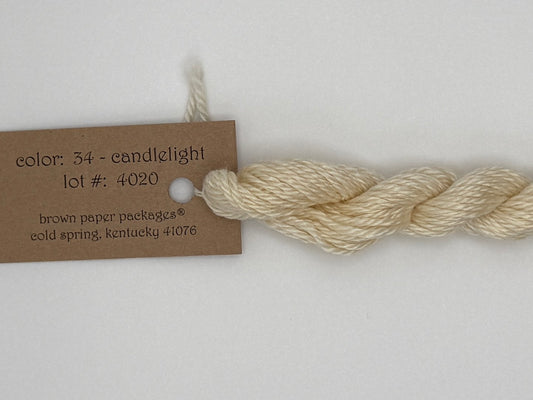 color: 34 - candlelight
lot #: 4020
brown paper packages®
cold spring, kentucky 41076